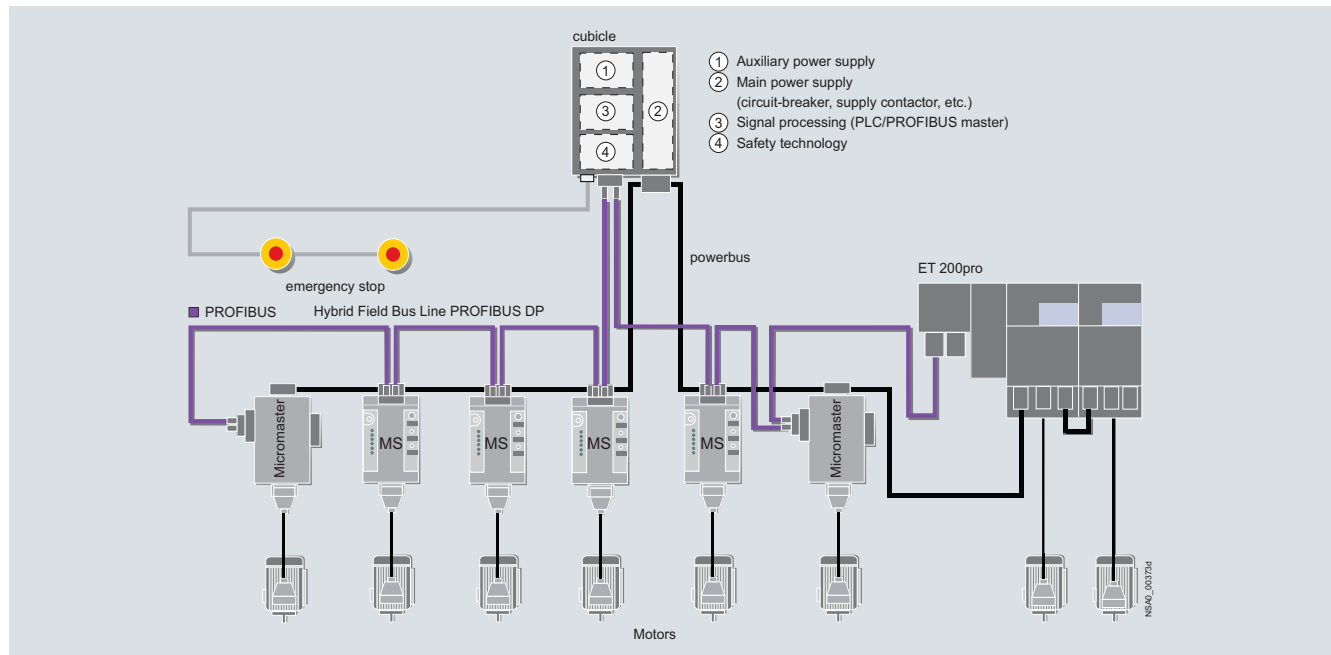 cubicle
1
3
4
2
1 Auxiliary power supply
2 Main power supply
(circuit-breaker, supply contactor, etc.)
3 Signal processing (PLC/PROFIBUS master)
4 Safety technology
powerbus
ET 200pro
emergency stop
PROFIBUS Hybrid Field Bus Line PROFIBUS DP
Micromaster
MS
MS
MS
MS
Micromaster
NSA0_00373d
Motors